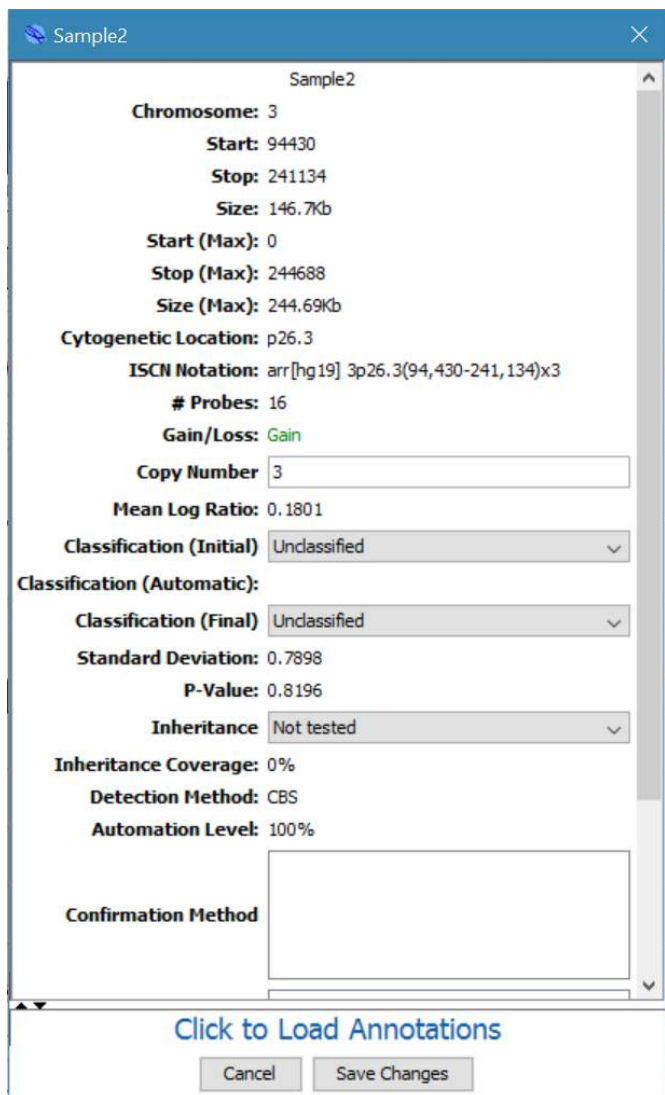 Sample2
Sample2
Chromosome: 3
Start: 94430
Stop: 241134
Size: 146.7Kb
Start (Max): 0
Stop (Max): 244688
Size (Max): 244.69Kb
Cytogenetic Location: p26.3
ISCN Notation: arr[hg19] 3p26.3(94,430-241,134)x3
# Probes: 16
Gain/Loss: Gain
Copy Number 3
Mean Log Ratio: 0.1801
Classification (Initial) Unclassified
Classification (Automatic):
Classification (Final) Unclassified
Standard Deviation: 0.7898
P-Value: 0.8196
Inheritance Not tested
Inheritance Coverage: 0%
Detection Method: CBS
Automation Level: 100%
Confirmation Method
Click to Load Annotations
Cancel Save Changes